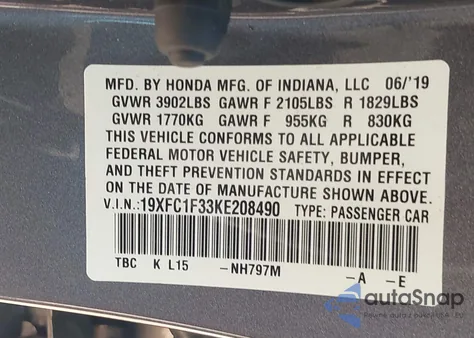 MFD. BY HONDA MFG. OF INDIANA, LLC 06/'19
GVWR 3902LBS GAWR F 2105LBS R 1829LBS
GVWR 1770KG GAWR F 955KG R 830KG
THIS VEHICLE CONFORMS TO ALL APPLICABLE
FEDERAL MOTOR VEHICLE SAFETY, BUMPER,
AND THEFT PREVENTION STANDARDS IN EFFECT
ON THE DATE OF MANUFACTURE SHOWN ABOVE.
V.I.N.:19XFC1F33KE208490 TYPE: PASSENGER CAR
TBC K L15 -NH797M -A -E
autoSnap